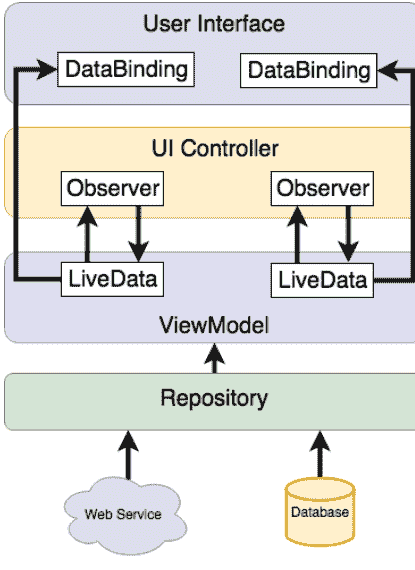 User Interface
DataBinding
DataBinding
UI Controller
Observer
Observer
LiveData
LiveData
ViewModel
Repository
Web Service
Database